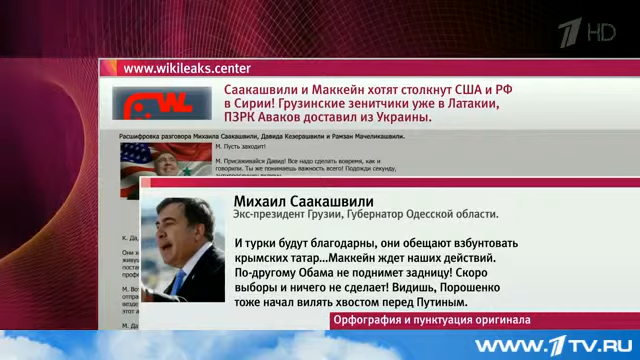 HD
www.wikileaks.center
Саакашвили и Маккейн хотят столкнут США и РФ
в Сирии! Грузинские зенитчики уже в Латакии,
ПЗРК Аваков доставил из Украины.
Расшифровка разговора Михаила Саакашвили, Давида Кезерашвили и Рамзан Мачеликашвили.
М. Пусть заходит!
М. Присаживайся Давид! Все надо сделать вовремя, как и
говорили. Ты же понимаешь важность всего! Подожди секунду,
Михаил Саакашвили
Экс-президент Грузии, Губернатор Одесской области.
И турки будут благодарны, они обещают взбунтовать
крымских татар...Маккейн ждет наших действий.
По-другому Обама не поднимет задницу! Скоро
выборы и ничего не сделает! Видишь, Порошенко
тоже начал вилять хвостом перед Путиным.
Орфография и пунктуация оригинала
www.1TV.RU